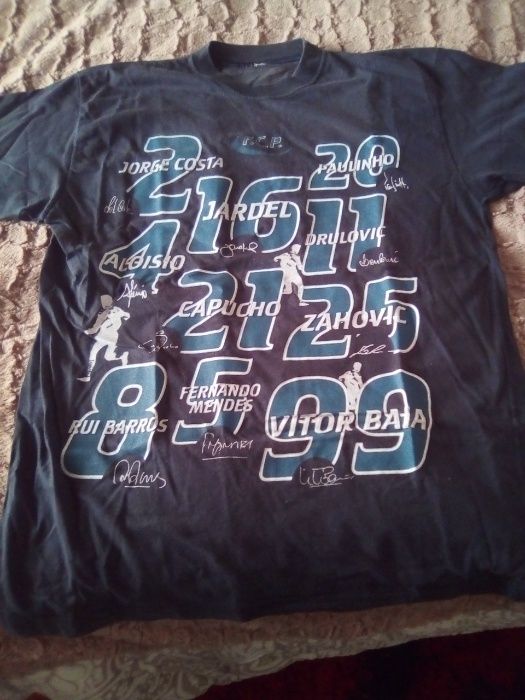 F.C.P.
2
JORGE COSTA
20
PAULINHO
16
JARDEL
11
DRULOVIC
4
ALOISIO
21
CAPUCHO
25
ZAHOVIC
8
RUI BARROS
5
FERNANDO
MENDES
99
VITOR BAIA